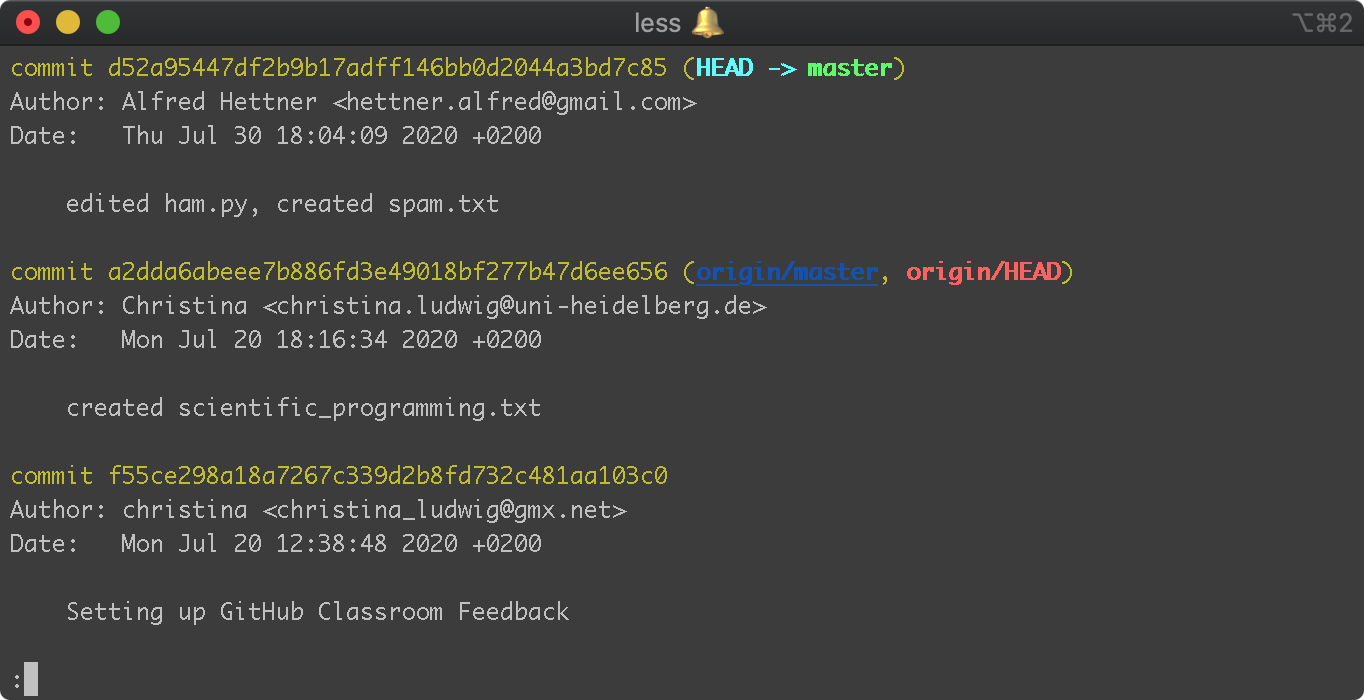 less 🔔 ⌥⌘2
commit d52a95447df2b9b17adff146bb0d2044a3bd7c85 (HEAD -> master)
Author: Alfred Hettner <hettner.alfred@gmail.com>
Date:   Thu Jul 30 18:04:09 2020 +0200
    edited ham.py, created spam.txt
commit a2dda6abeee7b886fd3e49018bf277b47d6ee656 (origin/master, origin/HEAD)
Author: Christina <christina.ludwig@uni-heidelberg.de>
Date:   Mon Jul 20 18:16:34 2020 +0200
    created scientific_programming.txt
commit f55ce298a18a7267c339d2b8fd732c481aa103c0
Author: christina <christina_ludwig@gmx.net>
Date:   Mon Jul 20 12:38:48 2020 +0200
    Setting up GitHub Classroom Feedback
: